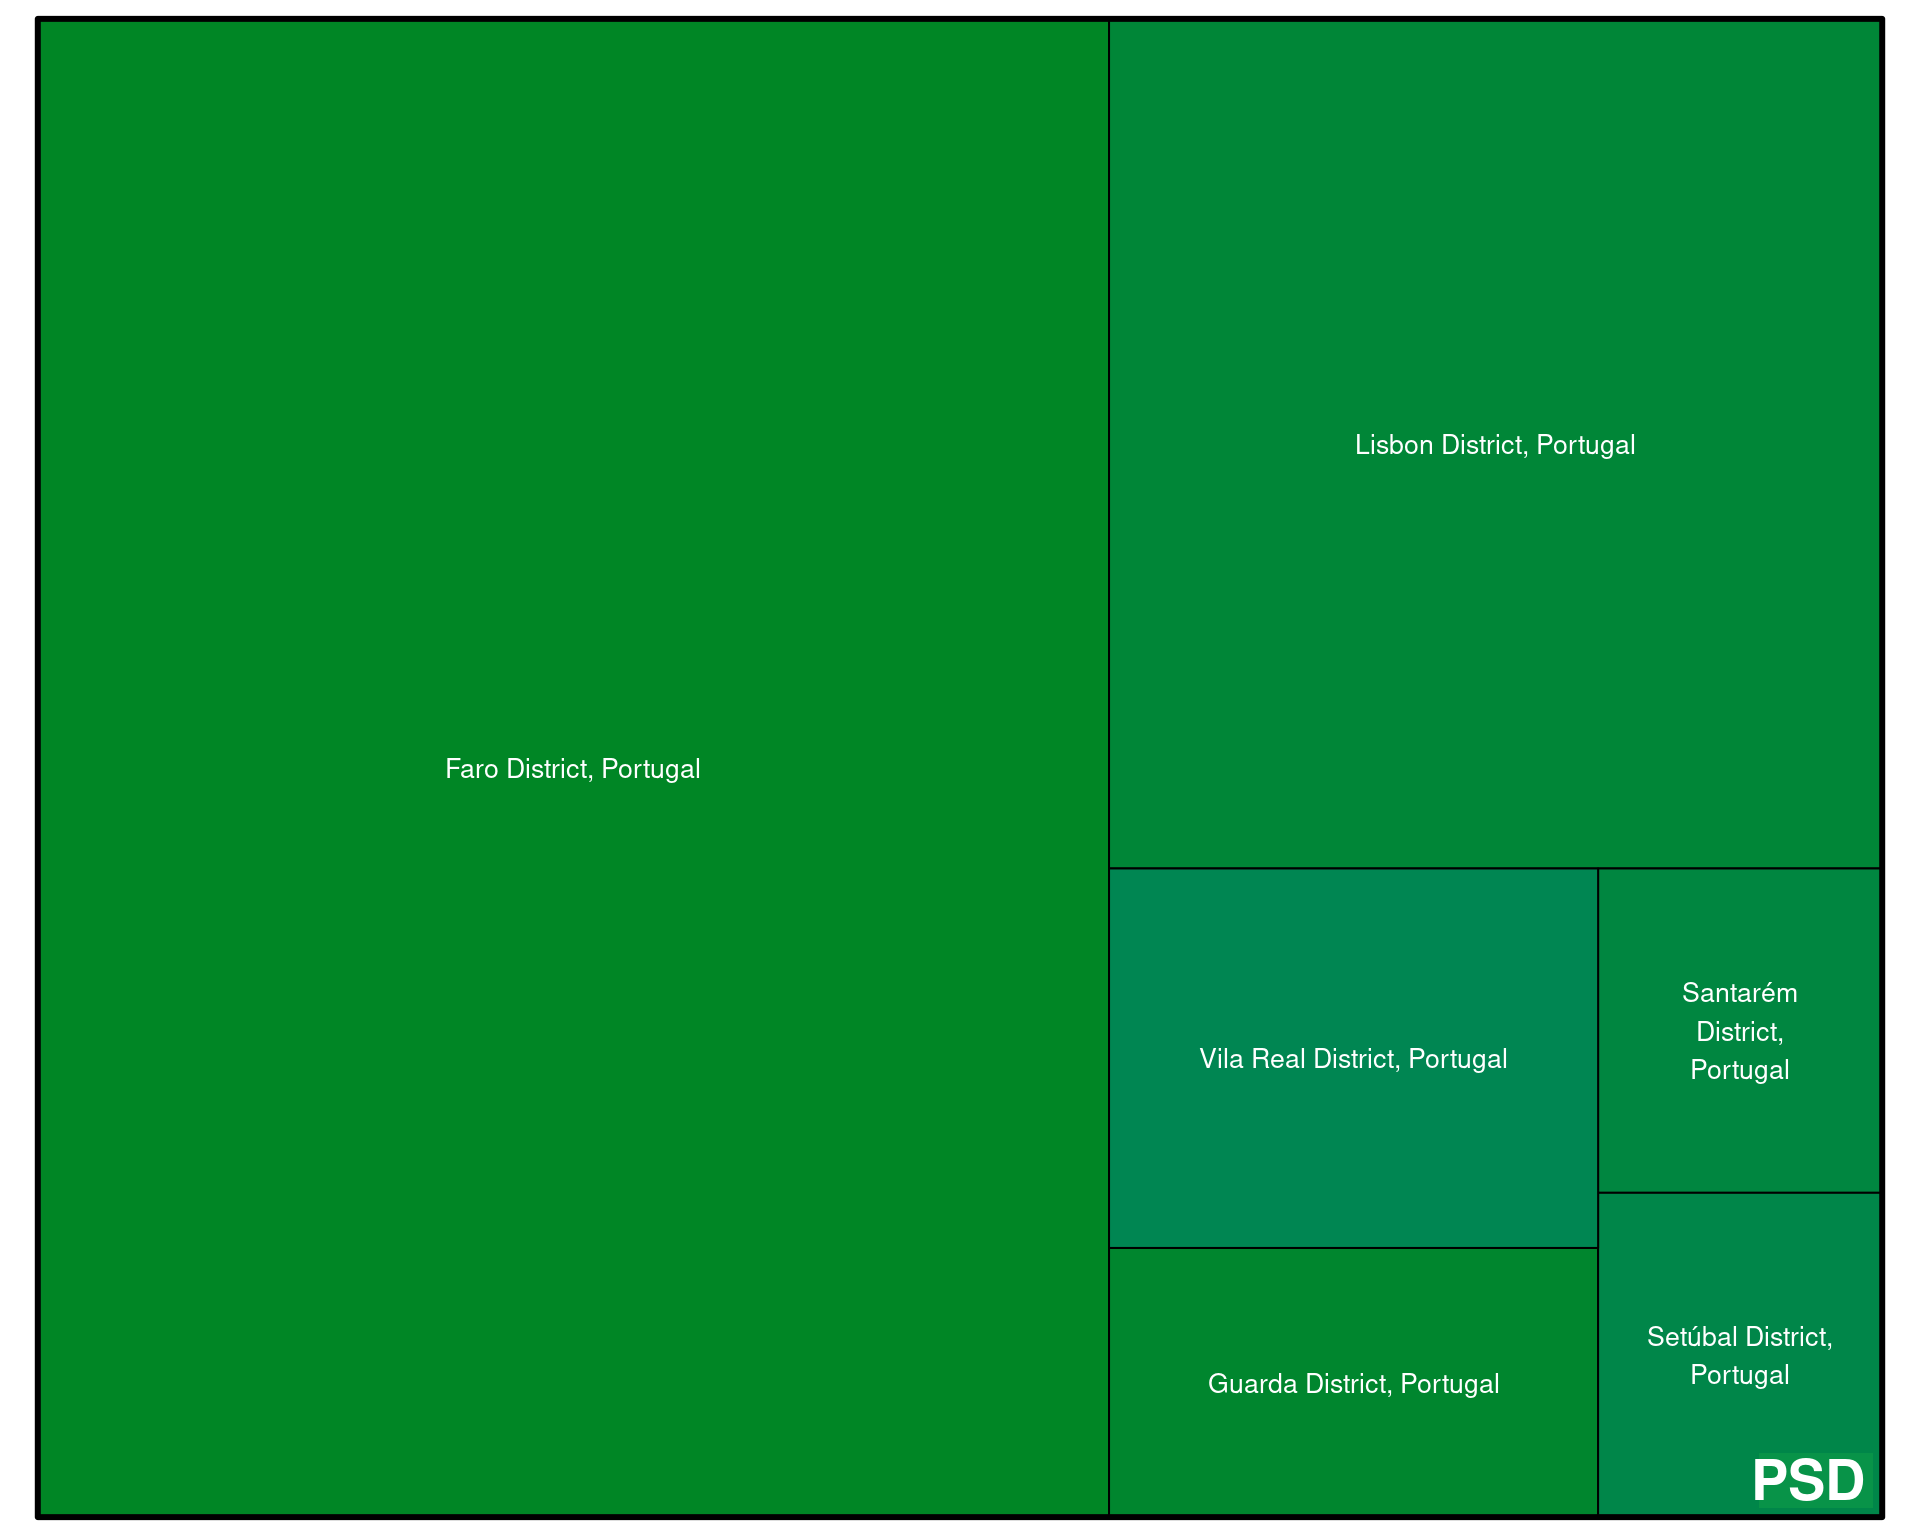 Faro District, Portugal
Lisbon District, Portugal
Vila Real District, Portugal
Santarém
District,
Portugal
Guarda District, Portugal
Setúbal District,
Portugal
PSD